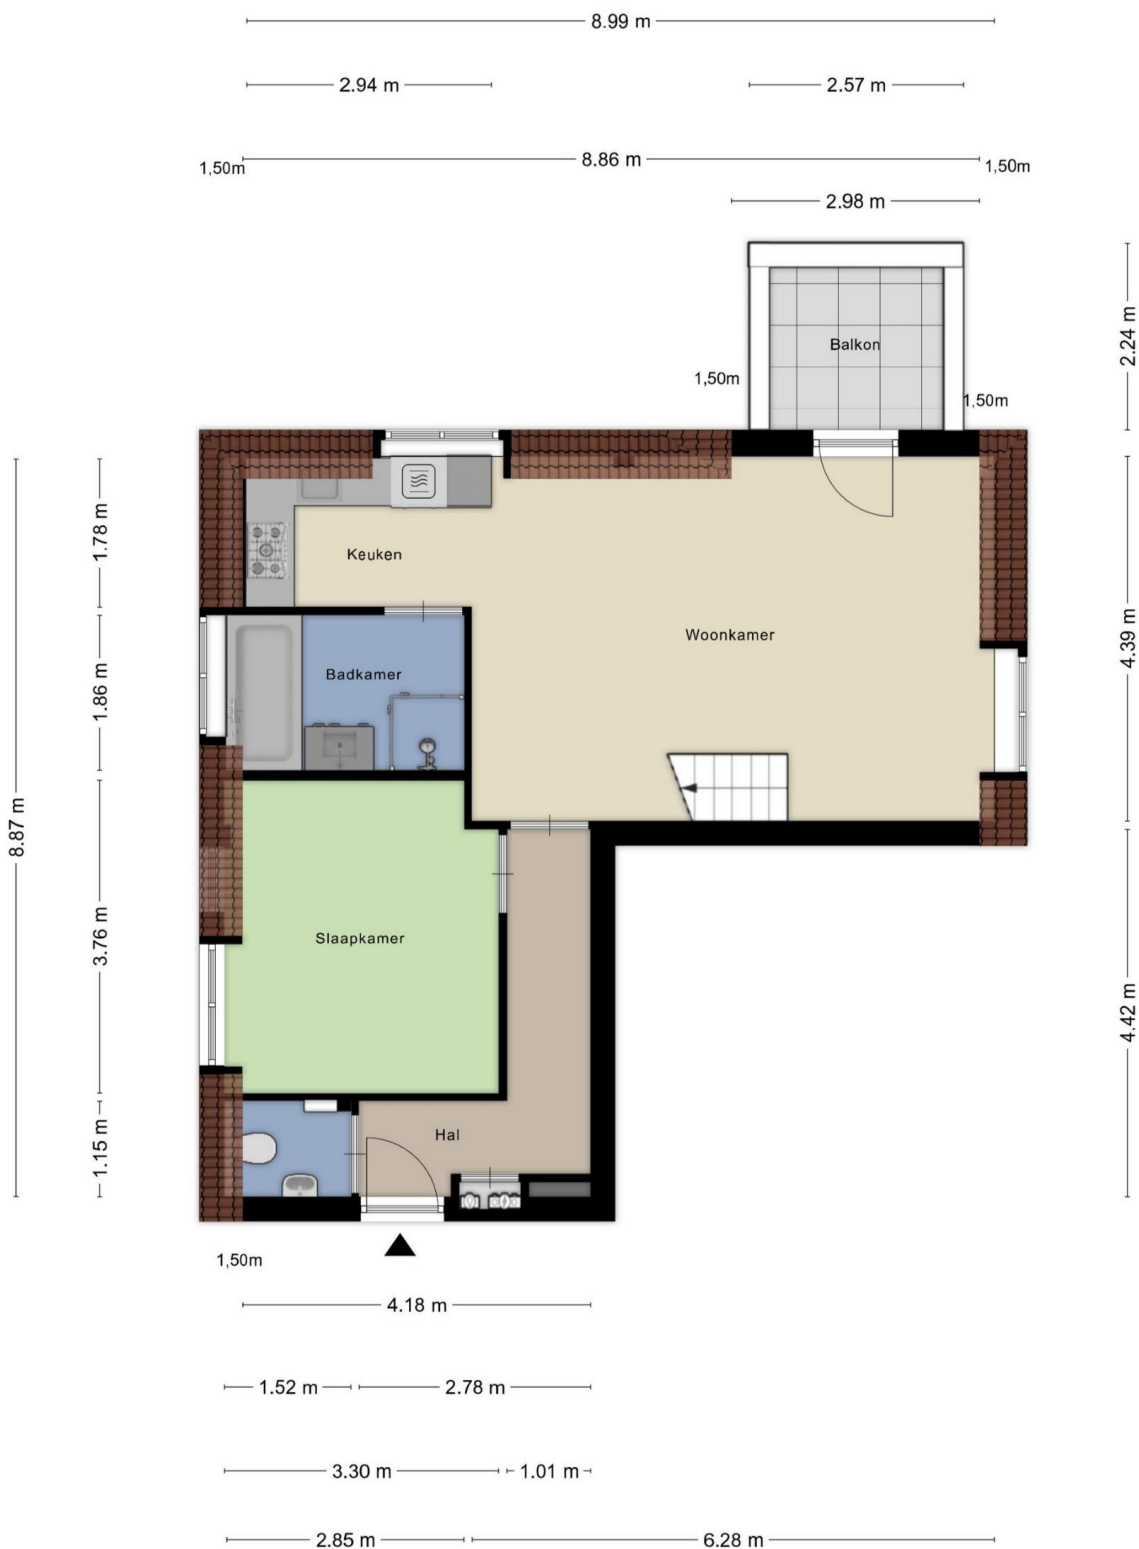 8.99 m
2.94 m
2.57 m
8.86 m
1,50m
1,50m
2.98 m
2.24 m
Balkon
1,50m
1,50m
1.78 m
Keuken
Woonkamer
4.39 m
1.86 m
Badkamer
8.87 m
3.76 m
Slaapkamer
4.42 m
1.15 m
Hal
1,50m
4.18 m
1.52 m
2.78 m
3.30 m
1.01 m
2.85 m
6.28 m